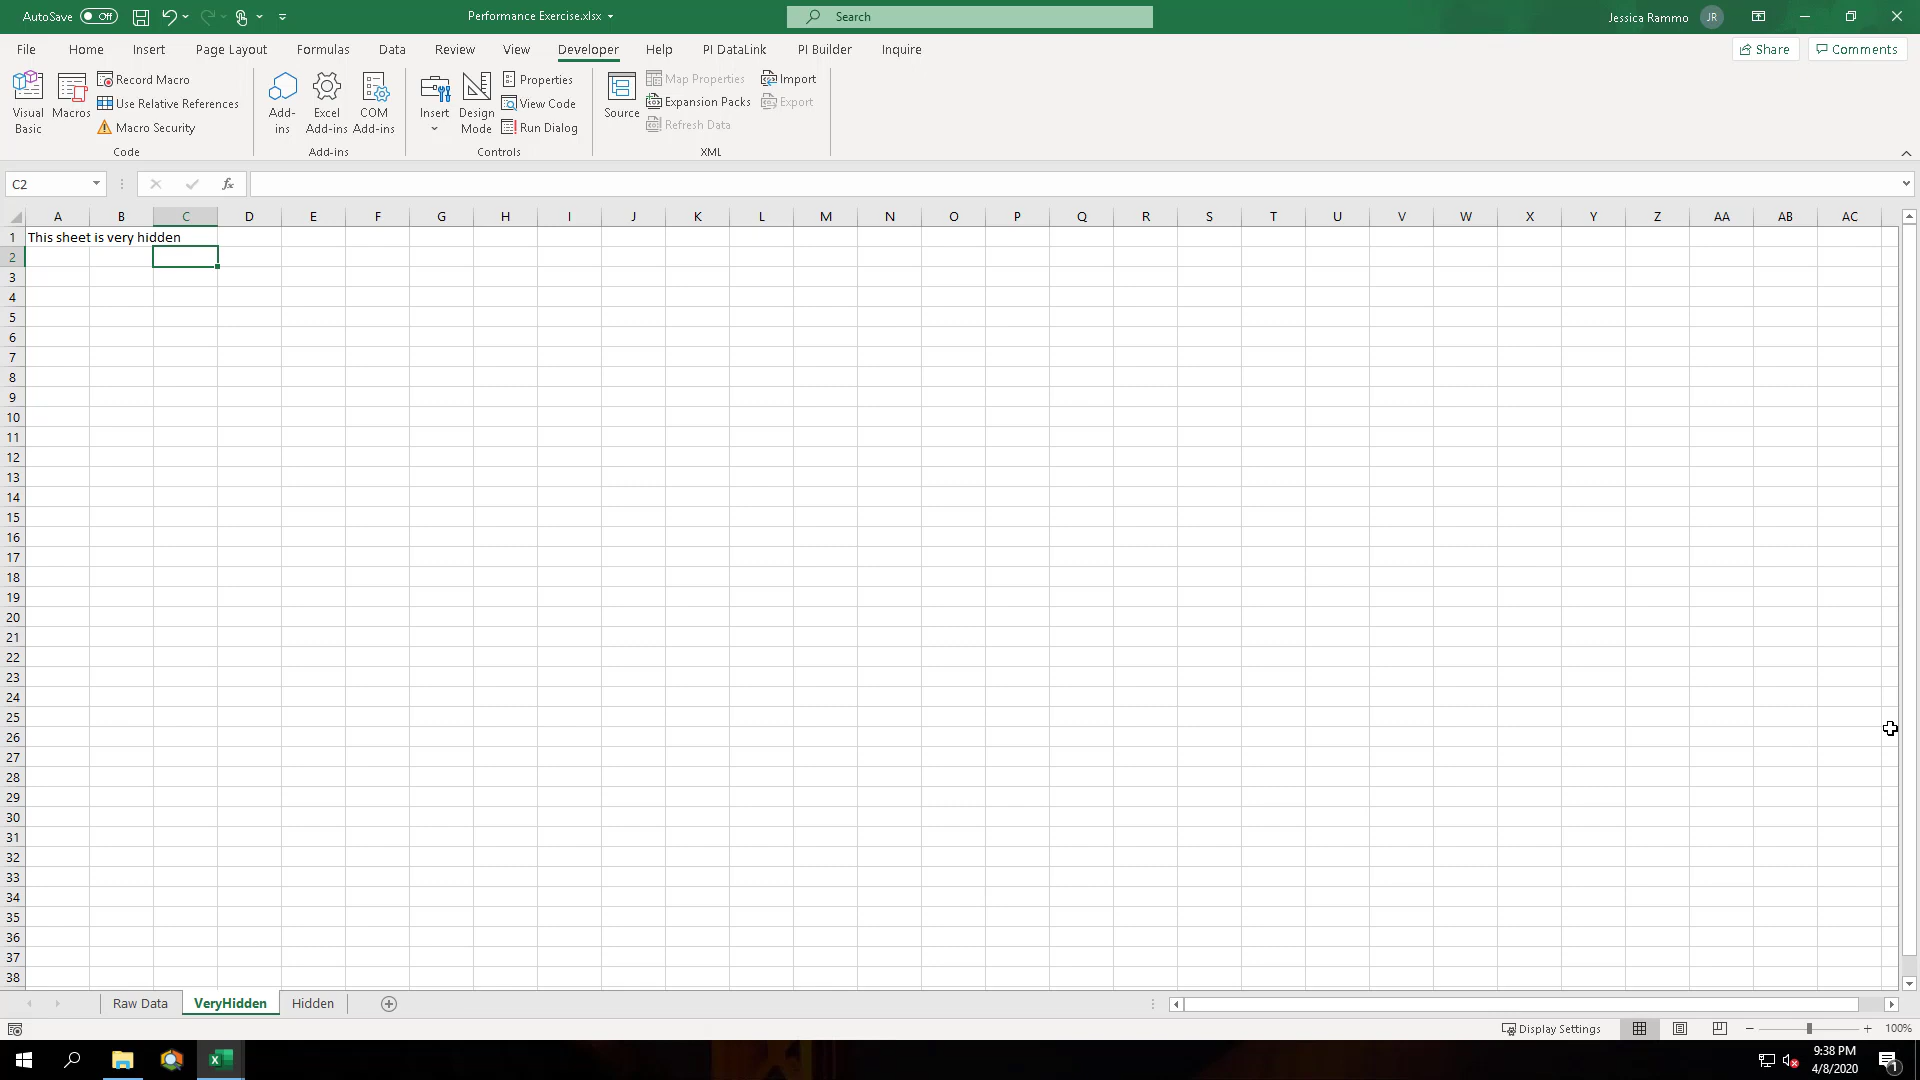 AutoSave Off Performance Exercise.xlsx Search Jessica Rammo JR
File Home Insert Page Layout Formulas Data Review View Developer Help PI DataLink PI Builder Inquire Share Comments
Visual Basic
Macros
Record Macro
Use Relative References
Macro Security
Code
Add-ins
Excel Add-ins
COM Add-ins
Add-ins
Insert
Design Mode
Properties
View Code
Run Dialog
Controls
Source
Map Properties
Expansion Packs
Refresh Data
Import
Export
XML
C2 fx
A B C D E F G H I J K L M N O P Q R S T U V W X Y Z AA AB AC
1 This sheet is very hidden
2
3
4
5
6
7
8
9
10
11
12
13
14
15
16
17
18
19
20
21
22
23
24
25
26
27
28
29
30
31
32
33
34
35
36
37
38
Raw Data VeryHidden Hidden
Display Settings 100%
9:38 PM
4/8/2020
1